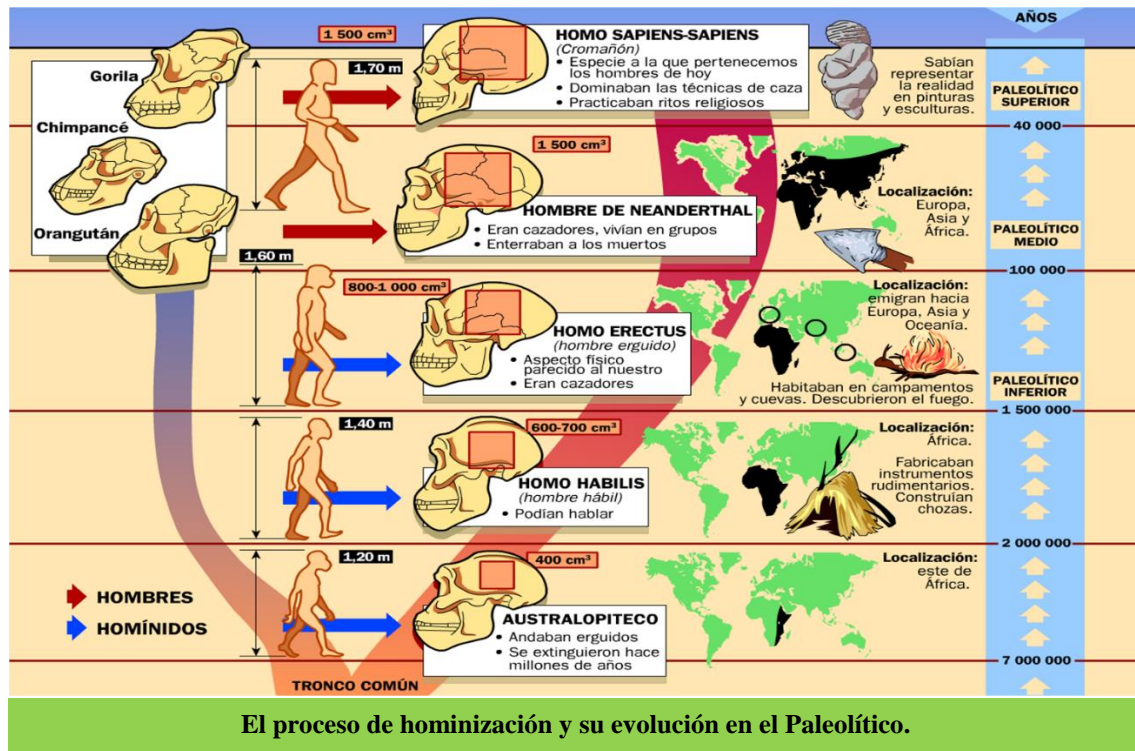 AÑOS
1 500 cm³
HOMO SAPIENS-SAPIENS
(Cromañón)
• Especie a la que pertenecemos
los hombres de hoy
• Dominaban las técnicas de caza
• Practicaban ritos religiosos
Sabían
representar
la realidad
en pinturas
y esculturas.
PALEOLÍTICO
SUPERIOR
Gorila
Chimpancé
Orangután
1,70 m
40 000
1 500 cm³
HOMBRE DE NEANDERTHAL
• Eran cazadores, vivían en grupos
• Enterraban a los muertos
Localización:
Europa,
Asia y
África.
PALEOLÍTICO
MEDIO
100 000
1,60 m
800-1 000 cm³
HOMO ERECTUS
(hombre erguido)
• Aspecto físico
parecido al nuestro
• Eran cazadores
Localización:
emigran hacia
Europa, Asia y
Oceanía.
Habitaban en campamentos
y cuevas. Descubrieron el fuego.
PALEOLÍTICO
INFERIOR
1 500 000
1,40 m
600-700 cm³
HOMO HABILIS
(hombre hábil)
• Podían hablar
Localización:
África.
Fabricaban
instrumentos
rudimentarios.
Construían
chozas.
2 000 000
1,20 m
400 cm³
AUSTRALOPITECO
• Andaban erguidos
• Se extinguieron hace
millones de años
Localización:
este de
África.
7 000 000
HOMBRES
HOMÍNIDOS
TRONCO COMÚN
El proceso de hominización y su evolución en el Paleolítico.